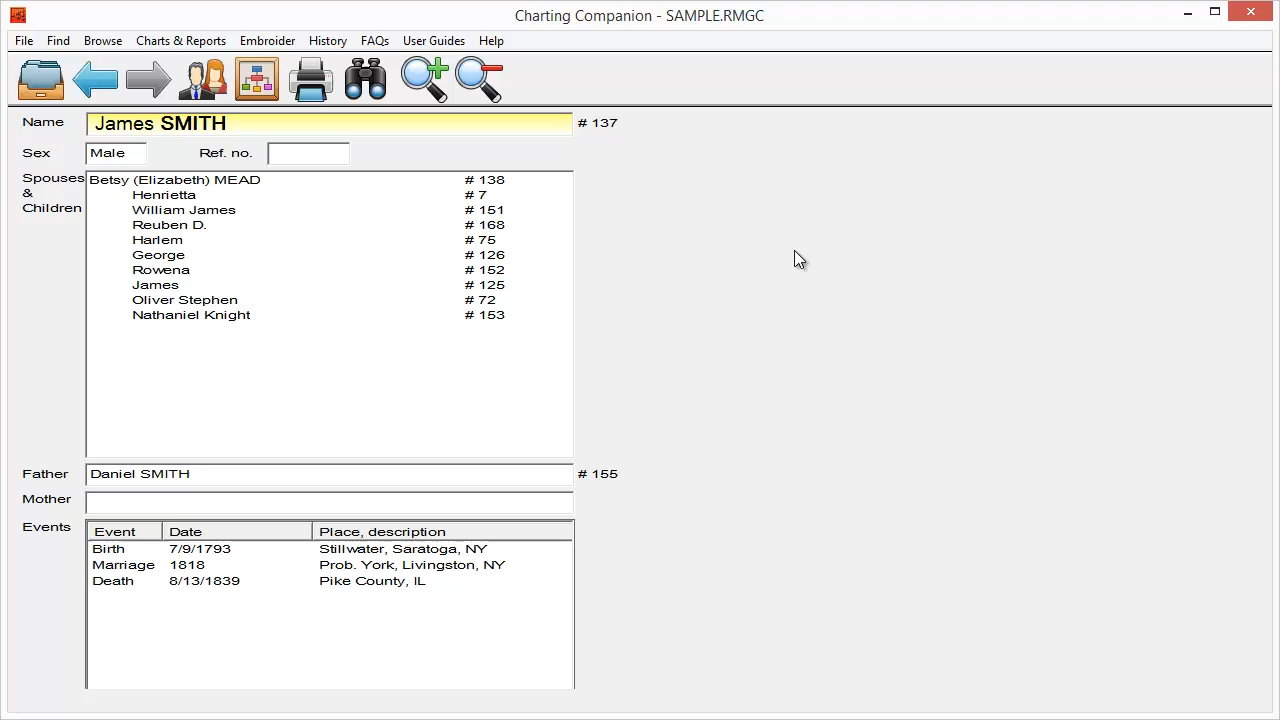 Charting Companion - SAMPLE.RMGC
File Find Browse Charts & Reports Embroider History FAQs User Guides Help
Name James SMITH # 137
Sex Male Ref. no.
Spouses & Children
Betsy (Elizabeth) MEAD # 138
Henrietta # 7
William James # 151
Reuben D. # 168
Harlem # 75
George # 126
Rowena # 152
James # 125
Oliver Stephen # 72
Nathaniel Knight # 153
Father Daniel SMITH # 155
Mother
Events
Event Date Place, description
Birth 7/9/1793 Stillwater, Saratoga, NY
Marriage 1818 Prob. York, Livingston, NY
Death 8/13/1839 Pike County, IL